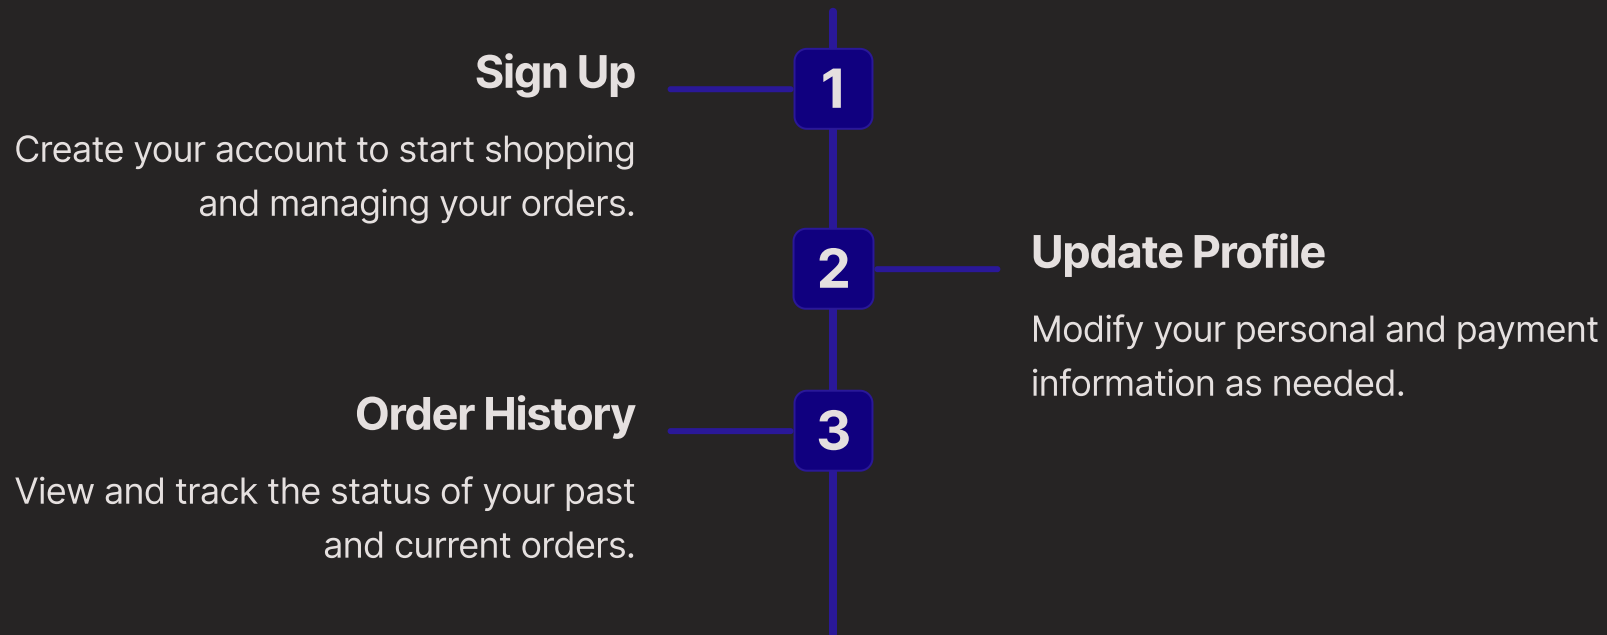 Sign Up
1
Create your account to start shopping
and managing your orders.
2
Update Profile
Modify your personal and payment
information as needed.
Order History
3
View and track the status of your past
and current orders.